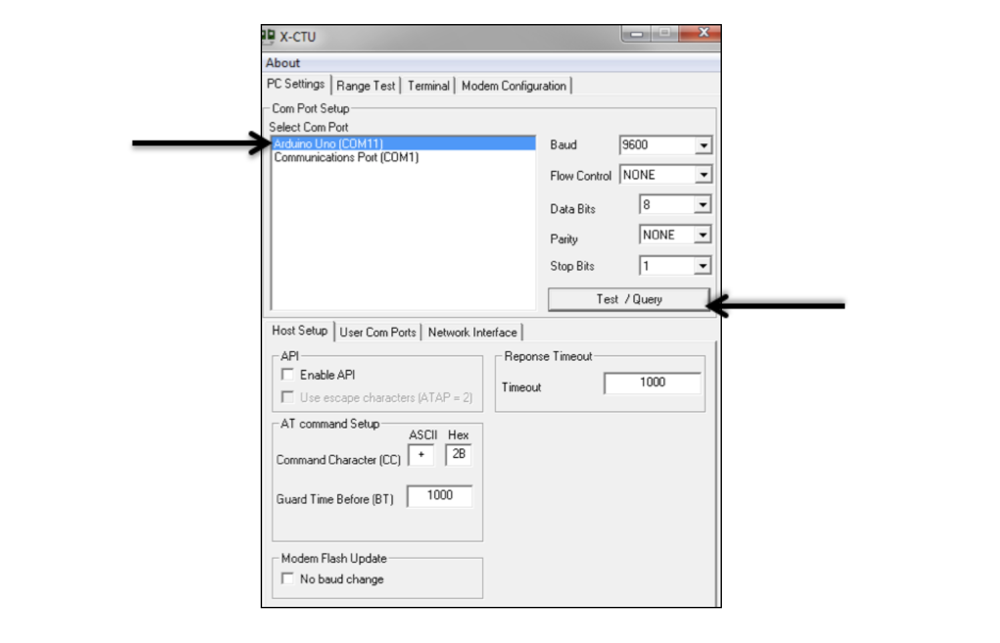 X-CTU
About
PC Settings Range Test Terminal Modem Configuration
Com Port Setup
Select Com Port
Arduino Uno (COM11)
Communications Port (COM1)
Baud 9600
Flow Control NONE
Data Bits 8
Parity NONE
Stop Bits 1
Test / Query
Host Setup User Com Ports Network Interface
API
Enable API
Use escape characters (ATAP = 2)
Reponse Timeout
Timeout 1000
AT command Setup
ASCII Hex
Command Character (CC) + 2B
Guard Time Before (BT) 1000
Modem Flash Update
No baud change